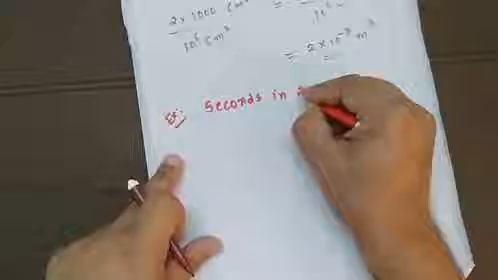 2 x 1000 cm³ =
10⁶ cm³
= 2 x 10⁻³ m³
Ex:- Seconds in